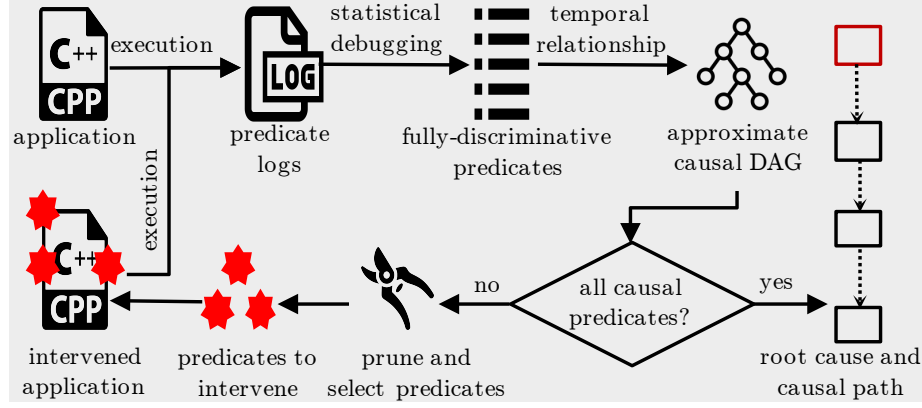 C++
CPP
application
execution
LOG
predicate
logs
statistical
debugging
fully-discriminative
predicates
temporal
relationship
approximate
causal DAG
execution
C++
CPP
intervened
application
predicates to
intervene
prune and
select predicates
no
all causal
predicates?
yes
root cause and
causal path